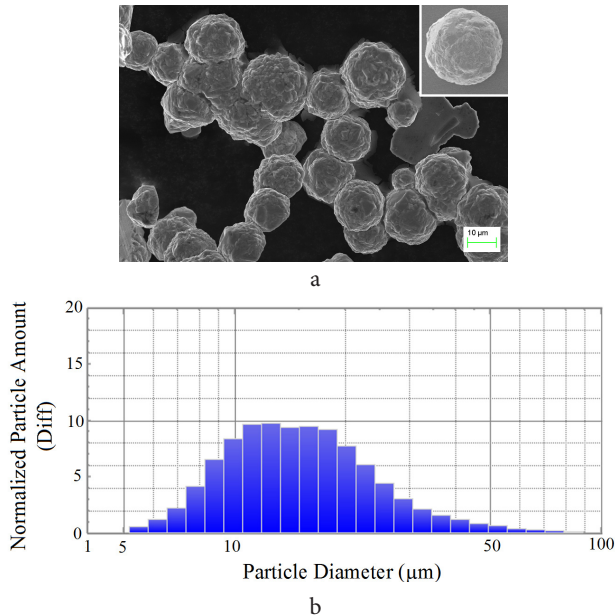 10 µm
a
20
15
10
5
0
Normalized Particle Amount
(Diff)
1 5 10 50 100
Particle Diameter (µm)
b